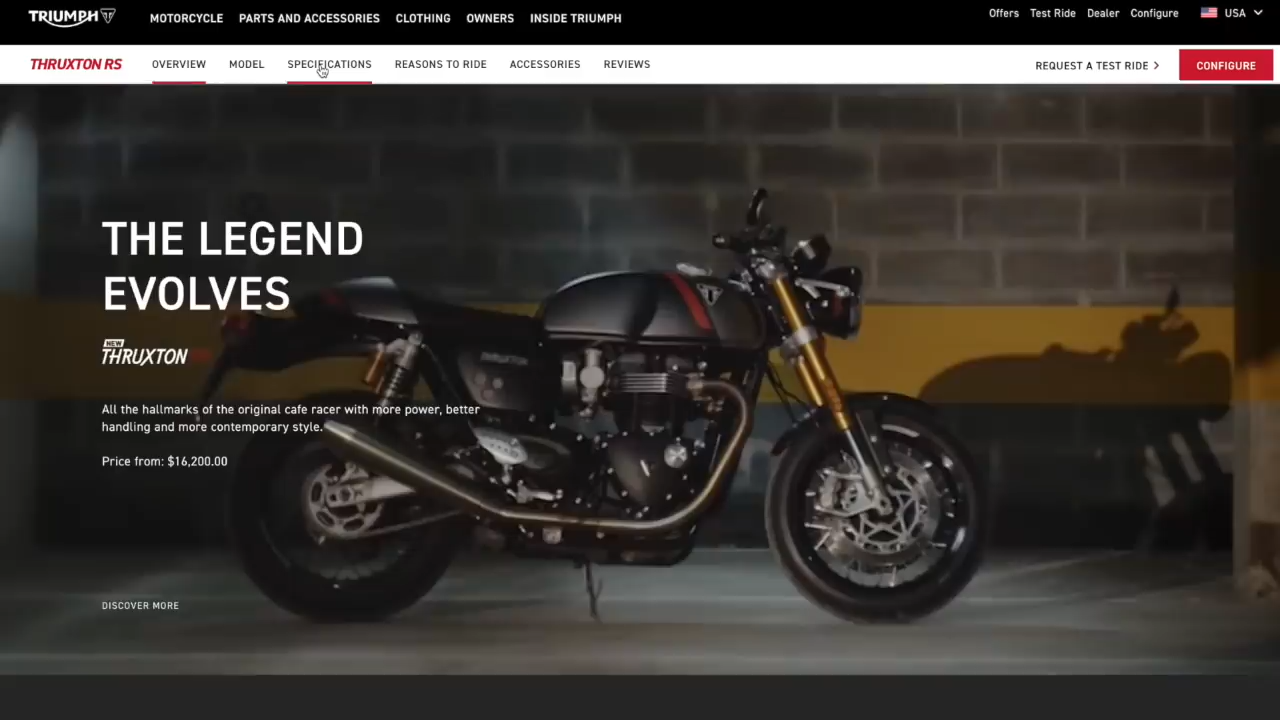 TRIUMPH
MOTORCYCLE PARTS AND ACCESSORIES CLOTHING OWNERS INSIDE TRIUMPH
Offers Test Ride Dealer Configure USA
THRUXTON RS
OVERVIEW MODEL SPECIFICATIONS REASONS TO RIDE ACCESSORIES REVIEWS
REQUEST A TEST RIDE
CONFIGURE
THE LEGEND
EVOLVES
NEW
THRUXTON
All the hallmarks of the original cafe racer with more power, better
handling and more contemporary style.
Price from: $16,200.00
THRUXTON
DISCOVER MORE